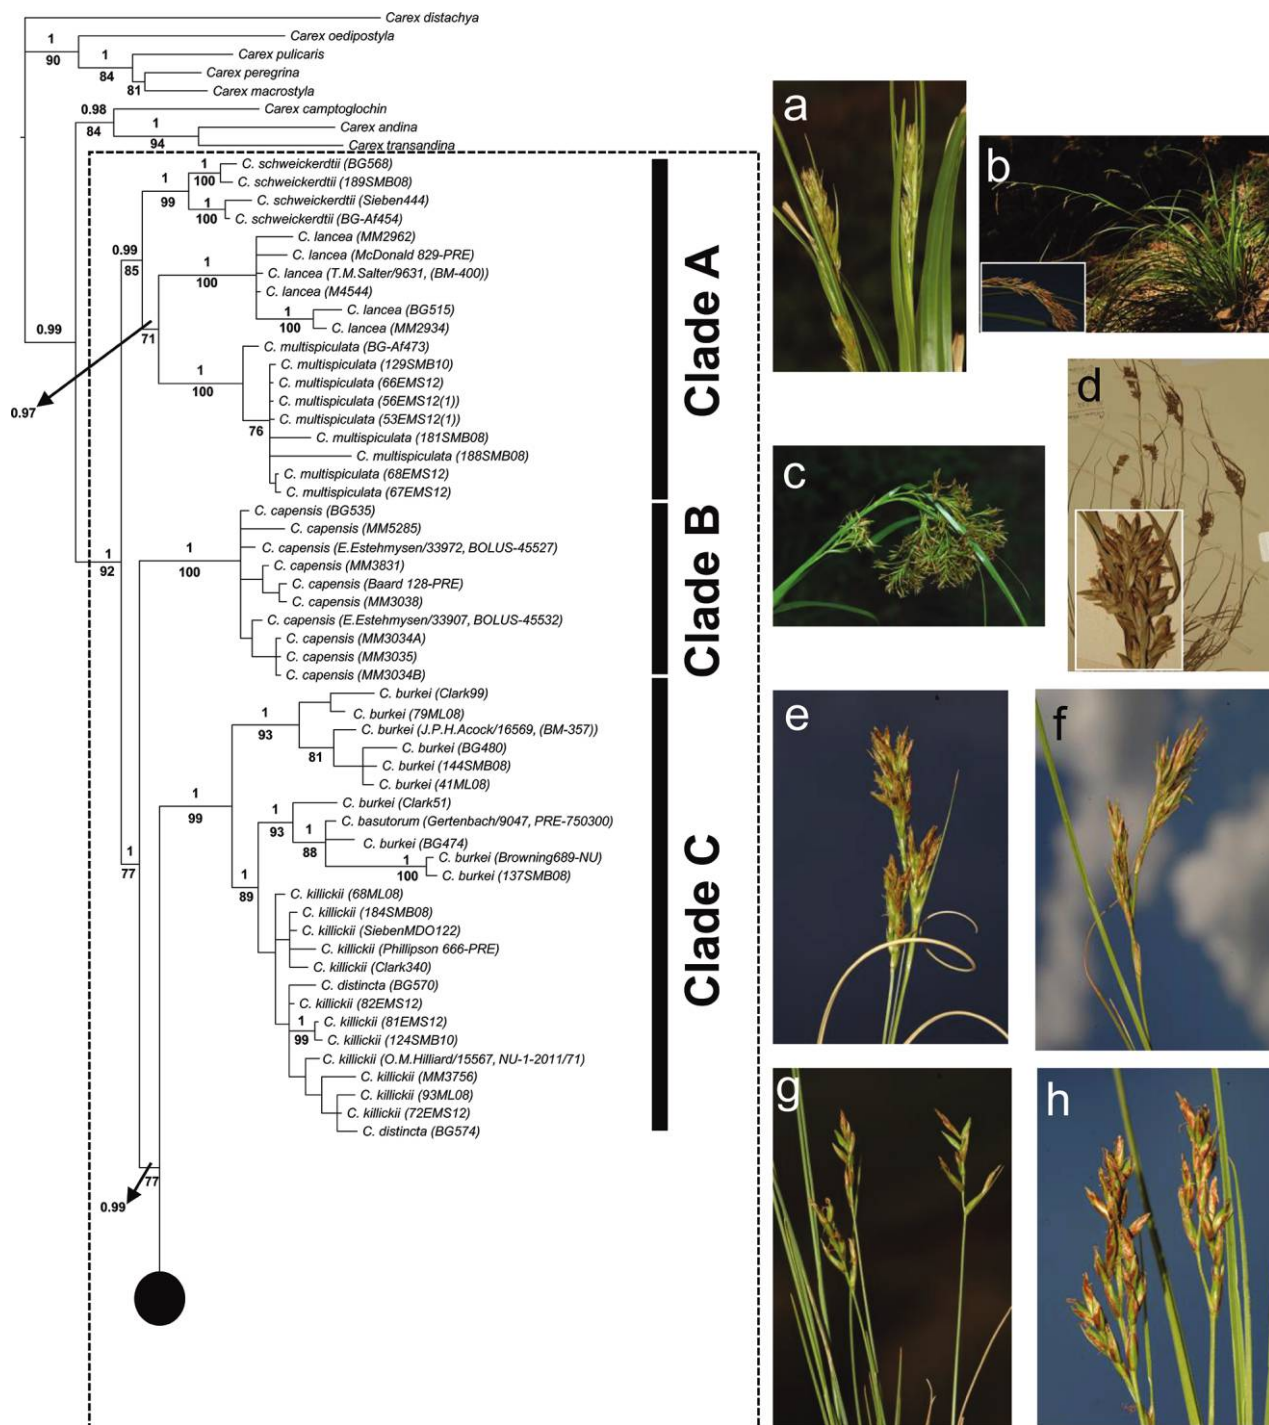 Carex distachya
Carex oedipostyla
1
90
Carex pulicaris
1
84
Carex peregrina
81
Carex macrostyla
0.98
84
Carex camptoglochin
1
94
Carex andina
Carex transandina
C. schweickerdtii (BG568)
1
100
C. schweickerdtii (189SMB08)
1
99
C. schweickerdtii (Sieben444)
1
100
C. schweickerdtii (BG-Af454)
C. lancea (MM2962)
0.99
85
C. lancea (McDonald 829-PRE)
1
100
C. lancea (T.M.Salter/9631, (BM-400))
C. lancea (M4544)
C. lancea (BG515)
1
100
C. lancea (MM2934)
0.99
71
C. multispiculata (BG-Af473)
C. multispiculata (129SMB10)
1
100
C. multispiculata (66EMS12)
C. multispiculata (56EMS12(1))
0.97
C. multispiculata (53EMS12(1))
76
C. multispiculata (181SMB08)
C. multispiculata (188SMB08)
C. multispiculata (68EMS12)
C. multispiculata (67EMS12)
Clade A
C. capensis (BG535)
C. capensis (MM5285)
1
92
1
100
C. capensis (E.Estehmysen/33972, BOLUS-45527)
C. capensis (MM3831)
C. capensis (Baard 128-PRE)
C. capensis (MM3038)
C. capensis (E.Estehmysen/33907, BOLUS-45532)
C. capensis (MM3034A)
C. capensis (MM3035)
C. capensis (MM3034B)
Clade B
C. burkei (Clark99)
1
93
C. burkei (79ML08)
C. burkei (J.P.H.Acock/16569, (BM-357))
81
C. burkei (BG480)
C. burkei (144SMB08)
C. burkei (41ML08)
1
99
C. burkei (Clark51)
1
93
C. basutorum (Gertenbach/9047, PRE-750300)
1
88
C. burkei (BG474)
1
77
C. burkei (Browning689-NU)
1
100
C. burkei (137SMB08)
1
89
C. killickii (68ML08)
C. killickii (184SMB08)
C. killickii (SiebenMDO122)
C. killickii (Phillipson 666-PRE)
C. killickii (Clark340)
C. distincta (BG570)
C. killickii (82EMS12)
1
99
C. killickii (81EMS12)
C. killickii (124SMB10)
C. killickii (O.M.Hilliard/15567, NU-1-2011/71)
C. killickii (MM3756)
C. killickii (93ML08)
C. killickii (72EMS12)
C. distincta (BG574)
Clade C
77
0.99
a
b
c
d
e
f
g
h